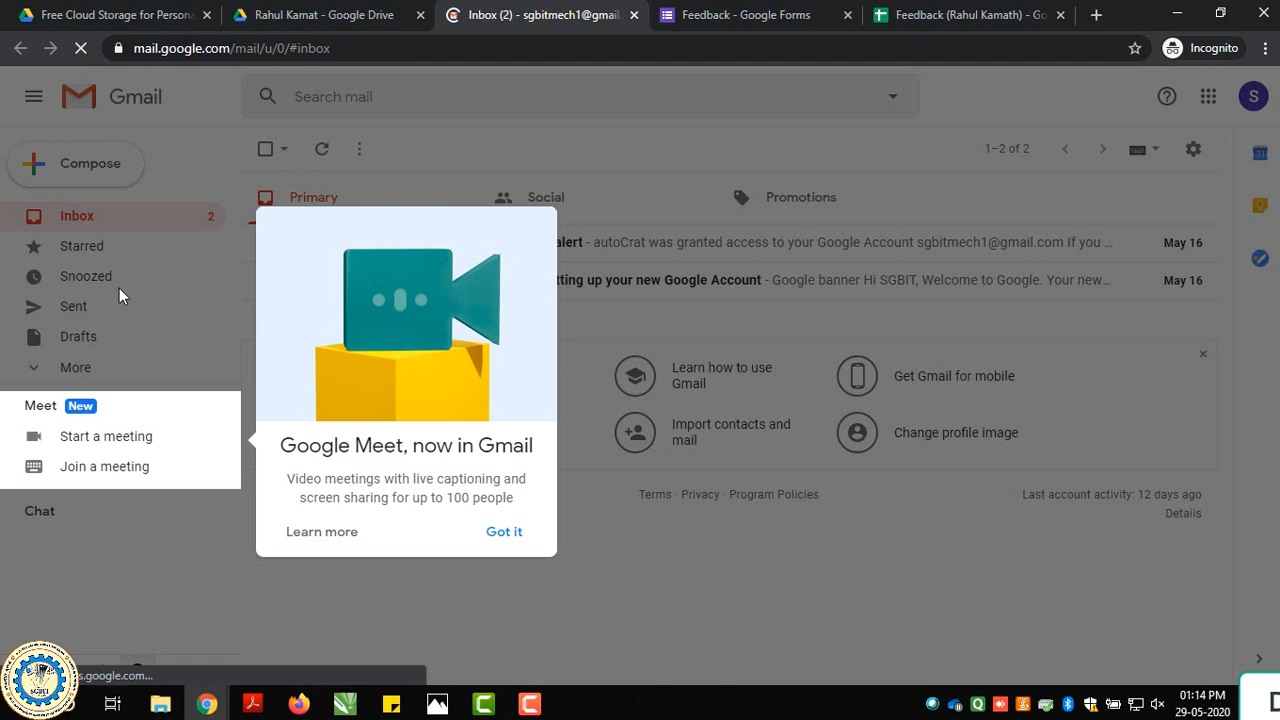 Free Cloud Storage for Persona
Rahul Kamat - Google Drive
Inbox (2) - sgbitmech1@gmail.
Feedback - Google Forms
Feedback (Rahul Kamath) - Go
mail.google.com/mail/u/0/#inbox
Incognito
Gmail
Search mail
S
Compose
1–2 of 2
Primary
Social
Promotions
Inbox
2
Starred
Snoozed
Sent
Drafts
More
alert - autoCrat was granted access to your Google Account sgbitmech1@gmail.com If you ...
May 16
tting up your new Google Account - Google banner Hi SGBIT, Welcome to Google. Your new...
May 16
Learn how to use
Gmail
Get Gmail for mobile
Import contacts and
mail
Change profile image
Meet New
Start a meeting
Join a meeting
Chat
Google Meet, now in Gmail
Video meetings with live captioning and
screen sharing for up to 100 people
Learn more
Got it
Terms · Privacy · Program Policies
Last account activity: 12 days ago
Details
s.google.com...
01:14 PM
29-05-2020